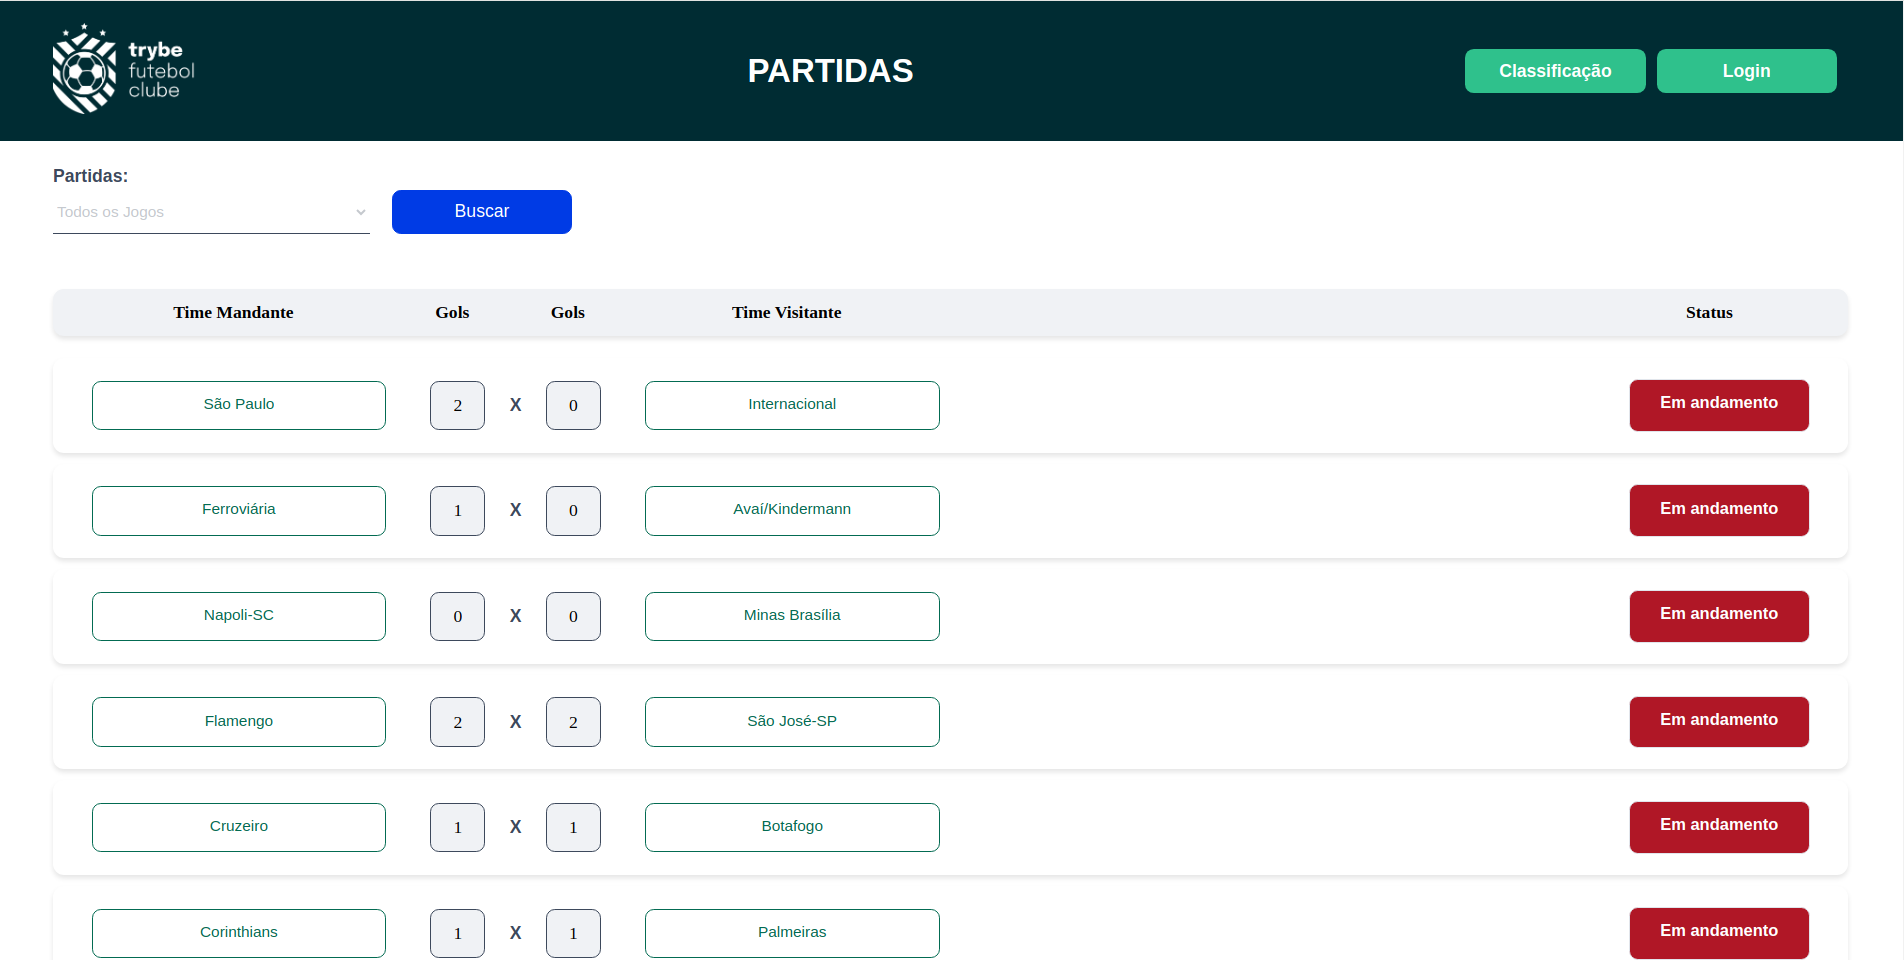 trybe
futebol
clube
PARTIDAS
Classificação
Login
Partidas:
Todos os Jogos
Buscar
Time Mandante Gols Gols Time Visitante Status
São Paulo 2 X 0 Internacional Em andamento
Ferroviária 1 X 0 Avaí/Kindermann Em andamento
Napoli-SC 0 X 0 Minas Brasília Em andamento
Flamengo 2 X 2 São José-SP Em andamento
Cruzeiro 1 X 1 Botafogo Em andamento
Corinthians 1 X 1 Palmeiras Em andamento